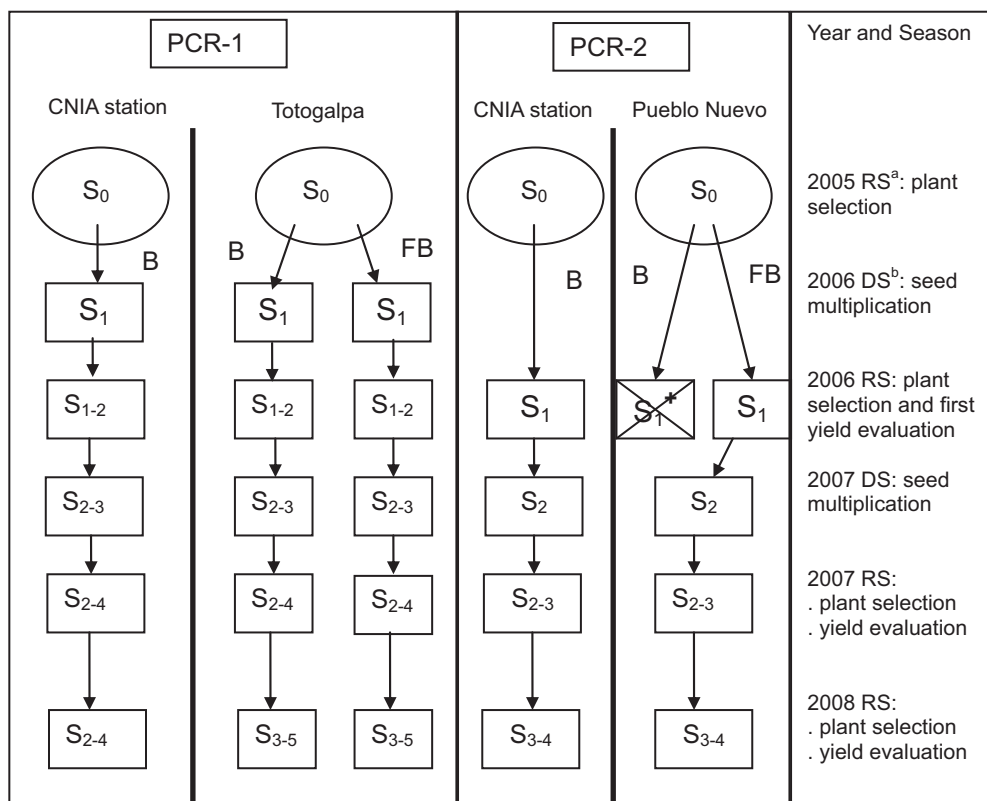 PCR-1
PCR-2
Year and Season
CNIA station
Totogalpa
CNIA station
Pueblo Nuevo
S₀
S₀
S₀
S₀
2005 RSᵃ: plant
selection
B
B
FB
B
B
FB
2006 DSᵇ: seed
multiplication
S₁
S₁
S₁
S₁₋₂
S₁₋₂
S₁₋₂
S₁
S₁⁺
S₁
2006 RS: plant
selection and first
yield evaluation
S₂₋₃
S₂₋₃
S₂₋₃
S₂
S₂
2007 DS: seed
multiplication
S₂₋₄
S₂₋₄
S₂₋₄
S₂₋₃
S₂₋₃
2007 RS:
. plant selection
. yield evaluation
S₂₋₄
S₃₋₅
S₃₋₅
S₃₋₄
S₃₋₄
2008 RS:
. plant selection
. yield evaluation